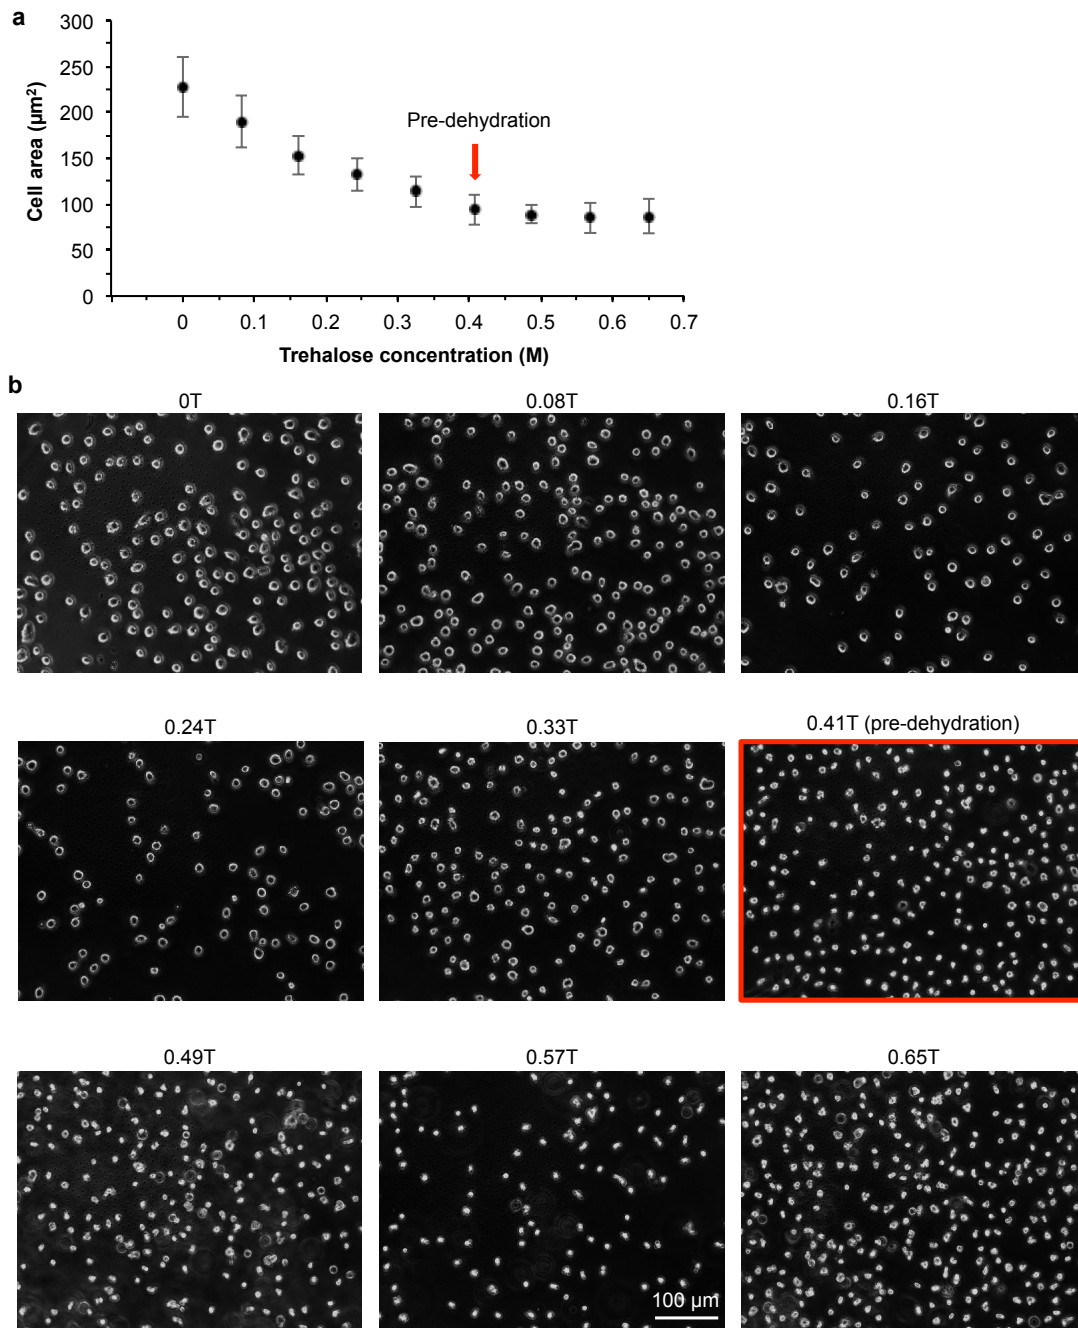 a
300
250
200
150
100
50
0
Cell area (µm²)
Pre-dehydration
0 0.1 0.2 0.3 0.4 0.5 0.6 0.7
Trehalose concentration (M)
b
0T 0.08T 0.16T
0.24T 0.33T 0.41T (pre-dehydration)
0.49T 0.57T 0.65T
100 µm